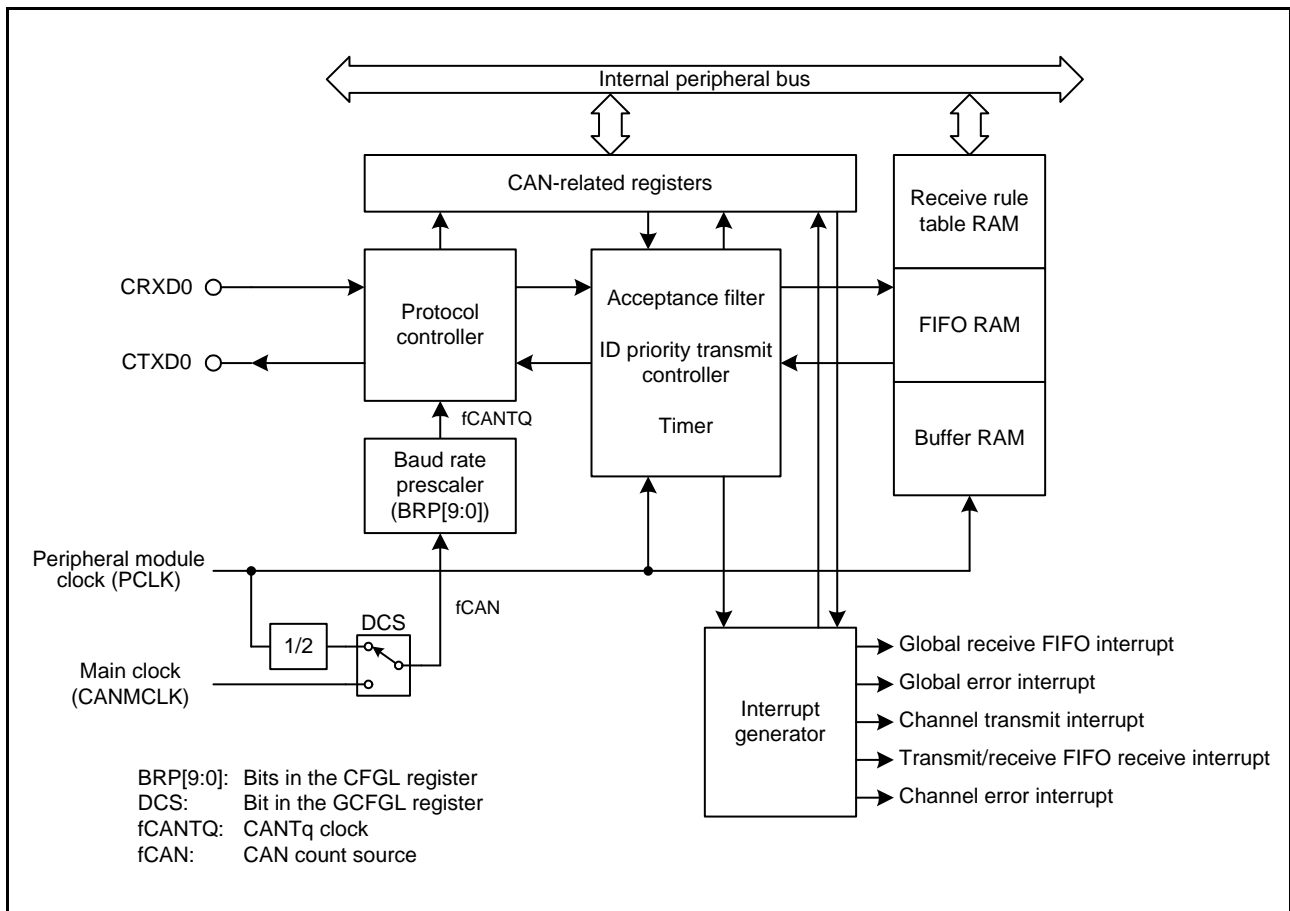 Internal peripheral bus
CAN-related registers
Receive rule
table RAM
FIFO RAM
Buffer RAM
CRXD0
CTXD0
Protocol
controller
Acceptance filter
ID priority transmit
controller
Timer
fCANTQ
Baud rate
prescaler
(BRP[9:0])
Peripheral module
clock (PCLK)
fCAN
DCS
1/2
Main clock
(CANMCLK)
Interrupt
generator
Global receive FIFO interrupt
Global error interrupt
Channel transmit interrupt
Transmit/receive FIFO receive interrupt
Channel error interrupt
BRP[9:0]: Bits in the CFGL register
DCS: Bit in the GCFGL register
fCANTQ: CANTq clock
fCAN: CAN count source